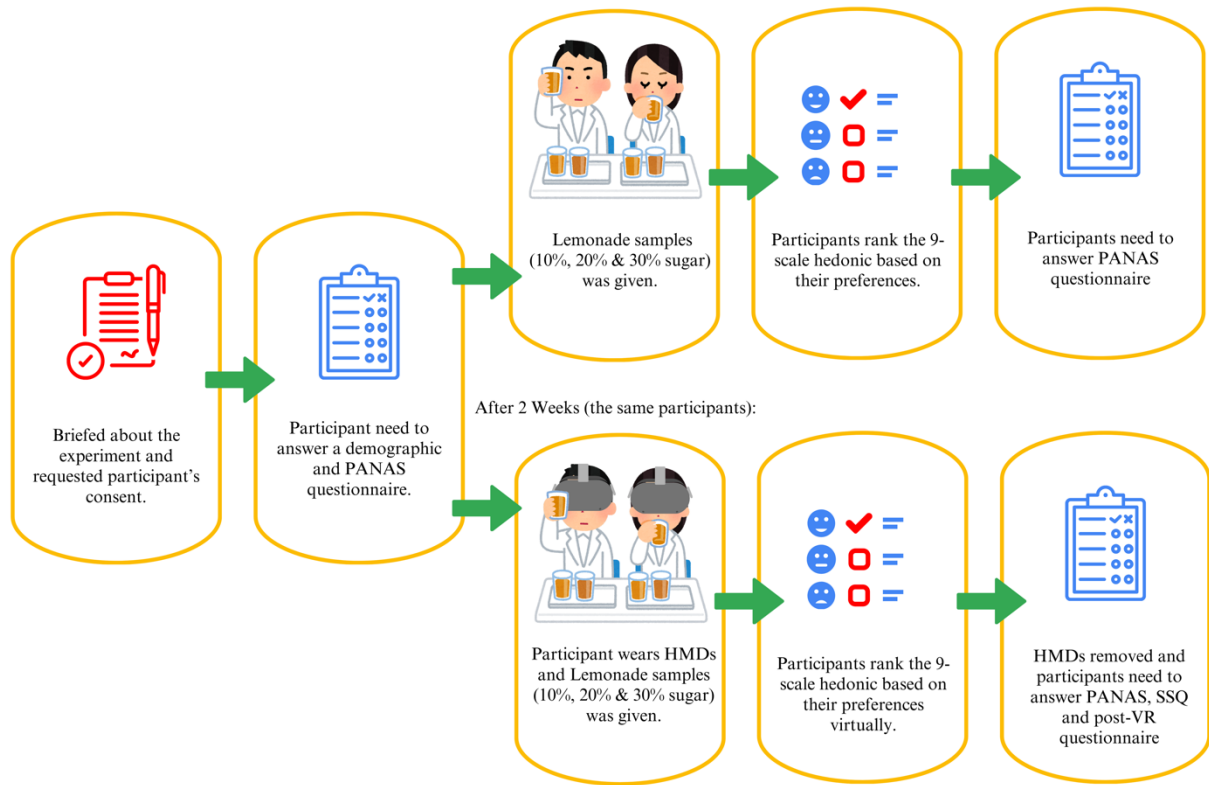 Briefed about the
experiment and
requested participant's
consent.
Participant need to
answer a demographic
and PANAS
questionnaire.
Lemonade samples
(10%, 20% & 30% sugar)
was given.
Participants rank the 9-
scale hedonic based on
their preferences.
Participants need to
answer PANAS
questionnaire
After 2 Weeks (the same participants):
Participant wears HMDs
and Lemonade samples
(10%, 20% & 30% sugar)
was given.
Participants rank the 9-
scale hedonic based on
their preferences
virtually.
HMDs removed and
participants need to
answer PANAS, SSQ
and post-VR
questionnaire